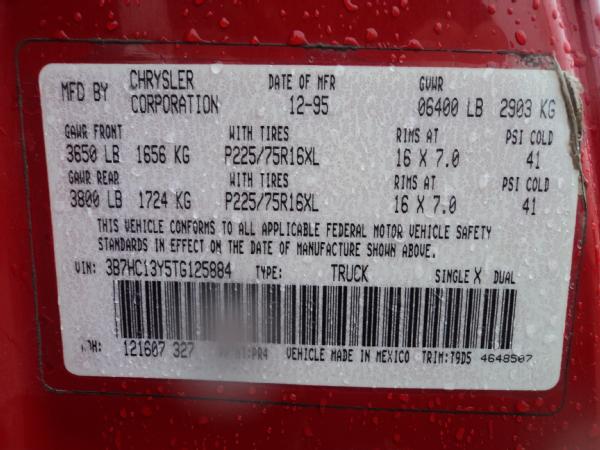 MFD BY CHRYSLER CORPORATION DATE OF MFR 12-95 GVWR 06400 LB 2903 KG
GAWR FRONT WITH TIRES RIMS AT PSI COLD
3650 LB 1656 KG P225/75R16XL 16 X 7.0 41
GAWR REAR WITH TIRES RIMS AT PSI COLD
3800 LB 1724 KG P225/75R16XL 16 X 7.0 41
THIS VEHICLE CONFORMS TO ALL APPLICABLE FEDERAL MOTOR VEHICLE SAFETY
STANDARDS IN EFFECT ON THE DATE OF MANUFACTURE SHOWN ABOVE.
VIN: 3B7HC13Y5TG125884 TYPE: TRUCK SINGLE X DUAL
121607 327 PR4 VEHICLE MADE IN MEXICO TRIM:T9D5 4648507